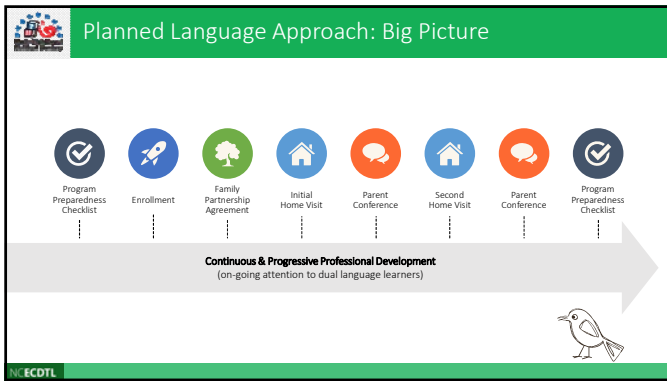 Planned Language Approach: Big Picture
Program
Preparedness
Checklist
Enrollment
Family
Partnership
Agreement
Initial
Home Visit
Parent
Conference
Second
Home Visit
Parent
Conference
Program
Preparedness
Checklist
Continuous & Progressive Professional Development
(on-going attention to dual language learners)
NCECDTL